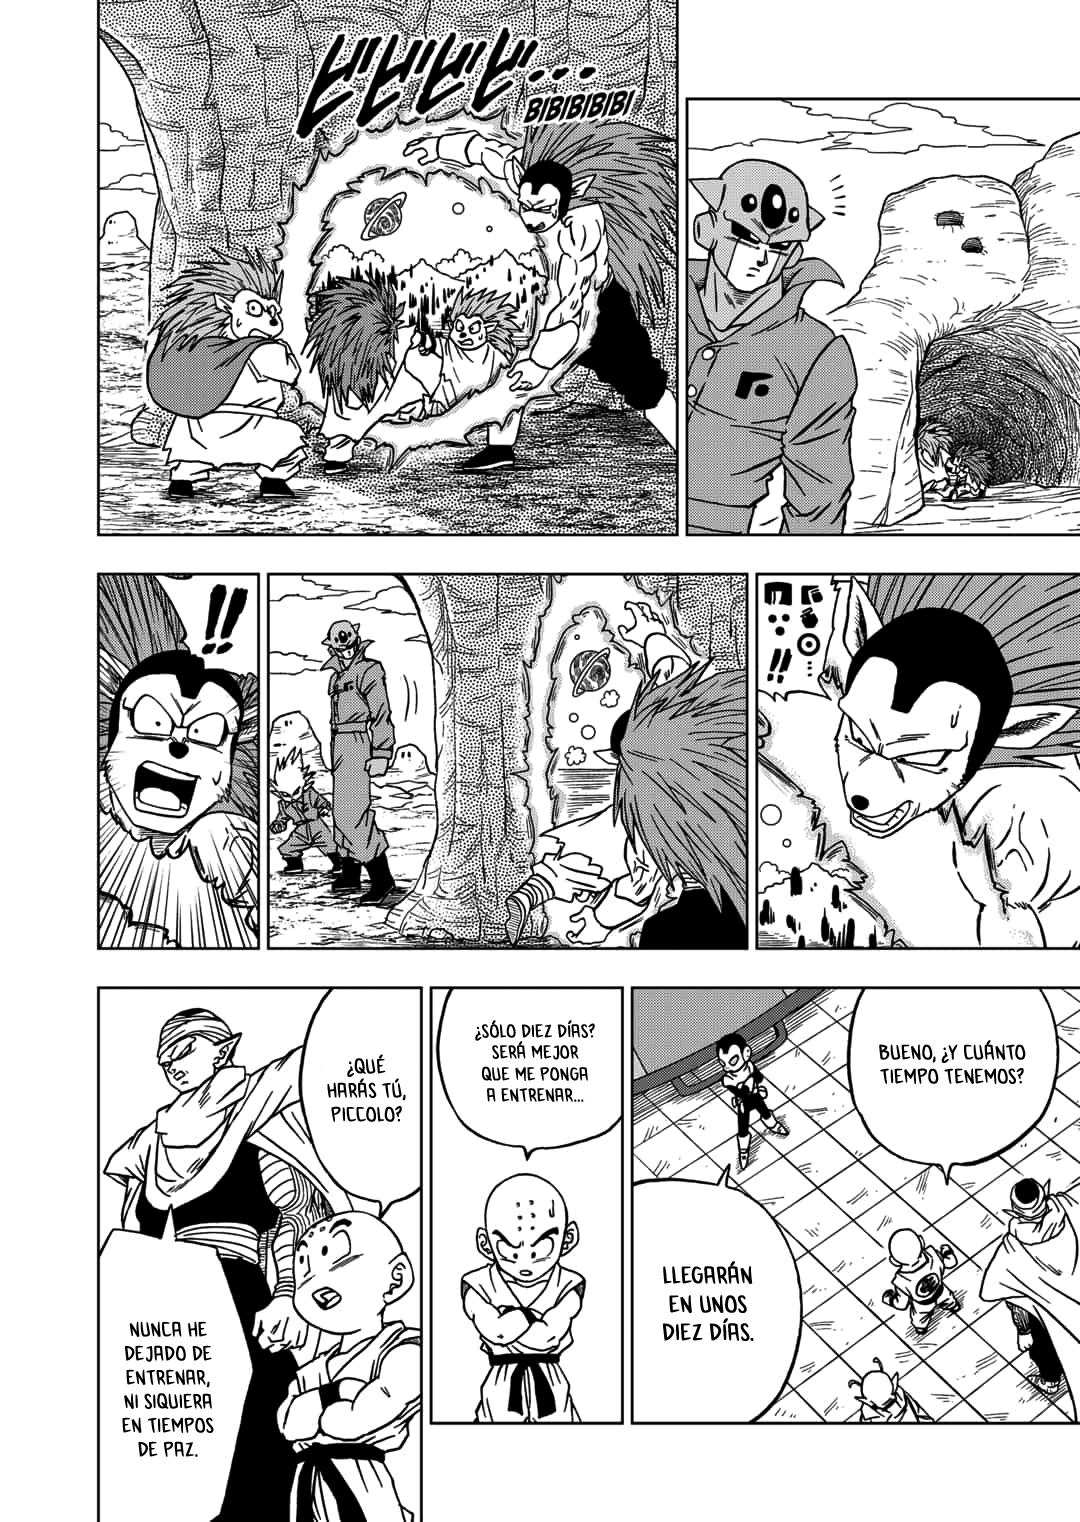 ビビビビ...
BIBIBIBIBI
!!
!!
BUENO, ¿Y CUÁNTO
TIEMPO TENEMOS?
LLEGARÁN
EN UNOS
DIEZ DÍAS.
¿SÓLO DIEZ DÍAS?
SERÁ MEJOR
QUE ME PONGA
A ENTRENAR...
¿QUÉ
HARÁS TÚ,
PICCOLO?
NUNCA HE
DEJADO DE
ENTRENAR,
NI SIQUIERA
EN TIEMPOS
DE PAZ.